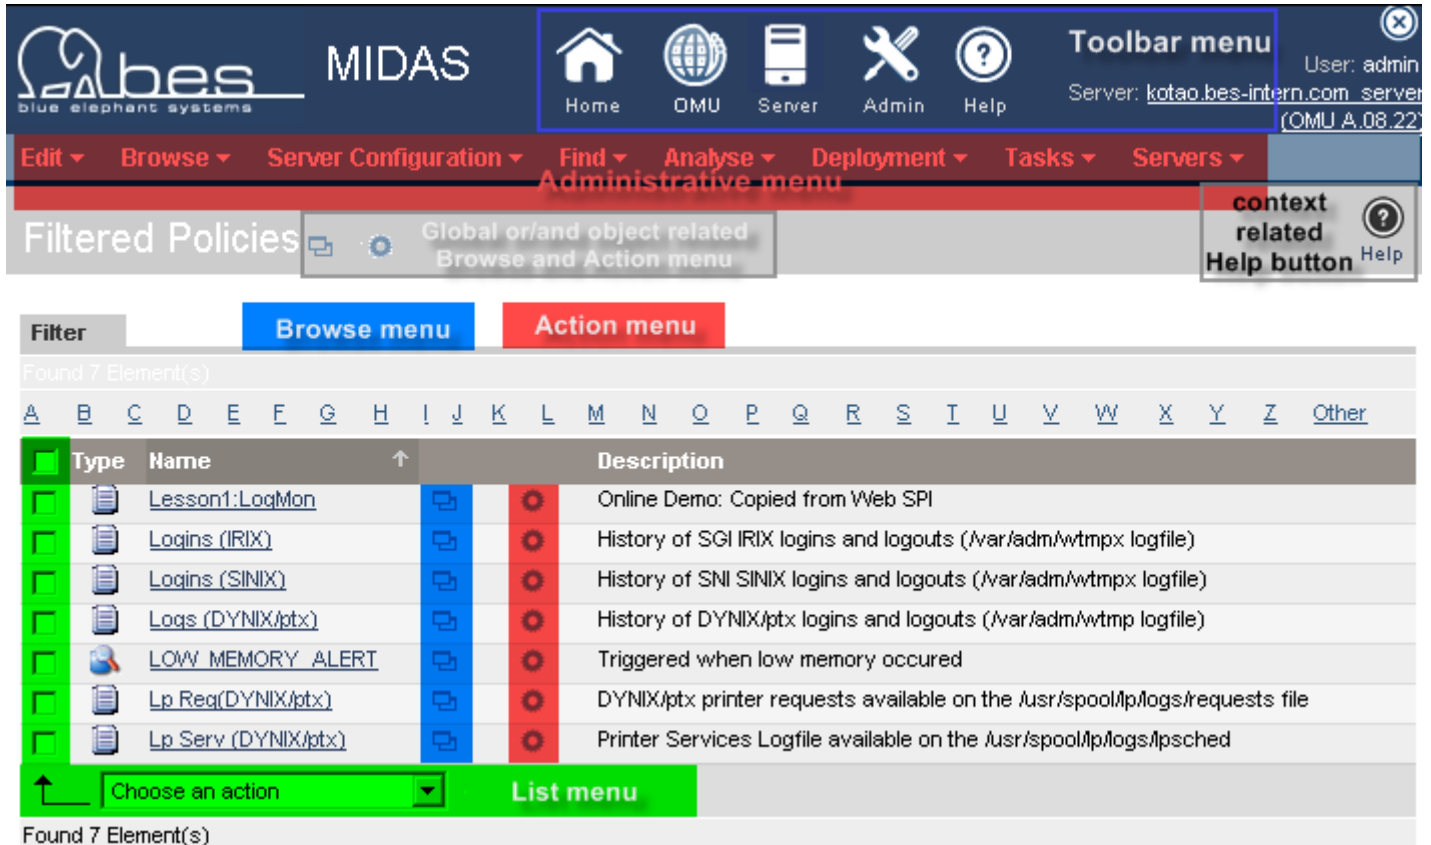 bes
blue elephant systems
MIDAS
Home OMU Server Admin Help
Toolbar menu
User: admin
Server: kotao.bes-intern.com_server
(OMU A.08.22)
Edit Browse Server Configuration Find Analyse Deployment Tasks Servers
Administrative menu
Filtered Policies
Global or/and object related
Browse and Action menu
context
related
Help button
Help
Filter
Browse menu
Action menu
Found 7 Element(s)
A B C D E F G H I J K L M N O P Q R S T U V W X Y Z Other
Type Name Description
Lesson1:LogMon Online Demo: Copied from Web SPI
Logins (IRIX) History of SGI IRIX logins and logouts (/var/adm/wtmpx logfile)
Logins (SINIX) History of SNI SINIX logins and logouts (/var/adm/wtmpx logfile)
Logs (DYNIX/ptx) History of DYNIX/ptx logins and logouts (/var/adm/wtmp logfile)
LOW_MEMORY_ALERT Triggered when low memory occured
Lp Req(DYNIX/ptx) DYNIX/ptx printer requests available on the /usr/spool/lp/logs/requests file
Lp Serv (DYNIX/ptx) Printer Services Logfile available on the /usr/spool/lp/logs/lpsched
Choose an action
List menu
Found 7 Element(s)